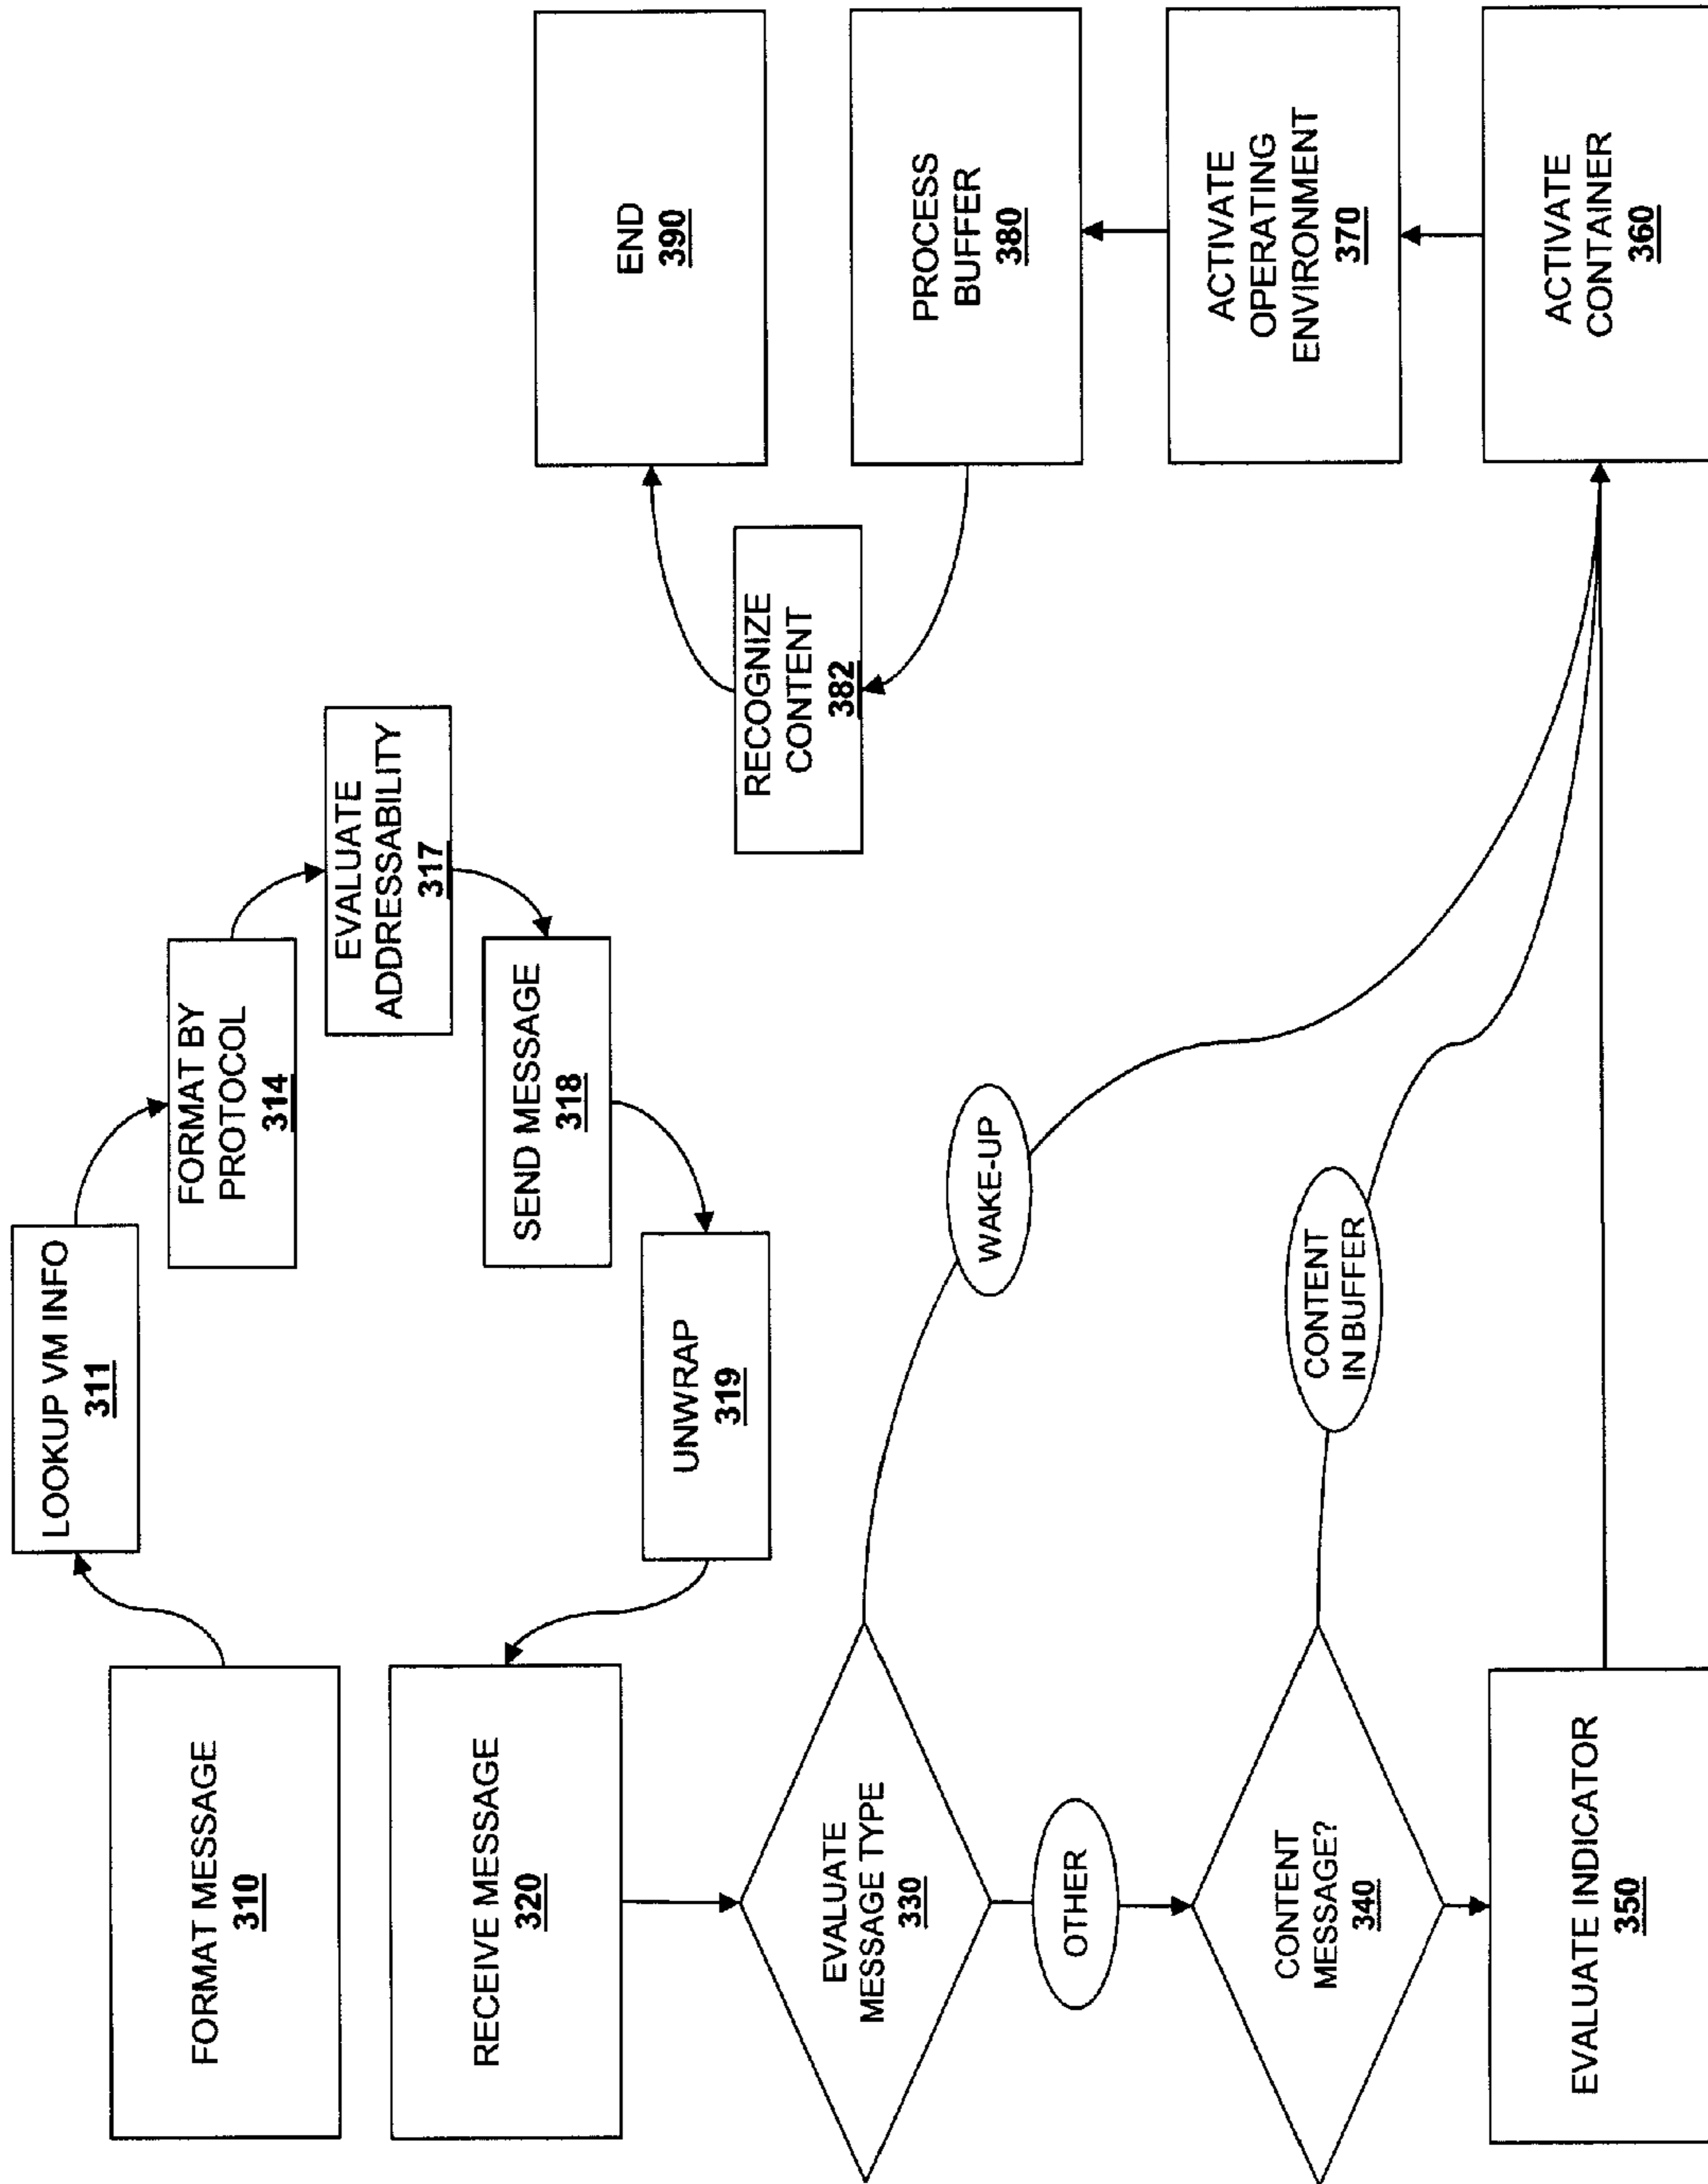 FORMAT MESSAGE
310
LOOKUP VM INFO
311
FORMAT BY
PROTOCOL
314
EVALUATE
ADDRESSABILITY
317
SEND MESSAGE
318
UNWRAP
319
RECEIVE MESSAGE
320
EVALUATE
MESSAGE TYPE
330
WAKE-UP
OTHER
CONTENT
MESSAGE?
340
CONTENT
IN BUFFER
EVALUATE INDICATOR
350
ACTIVATE
CONTAINER
360
ACTIVATE
OPERATING
ENVIRONMENT
370
PROCESS
BUFFER
380
RECOGNIZE
CONTENT
382
END
390